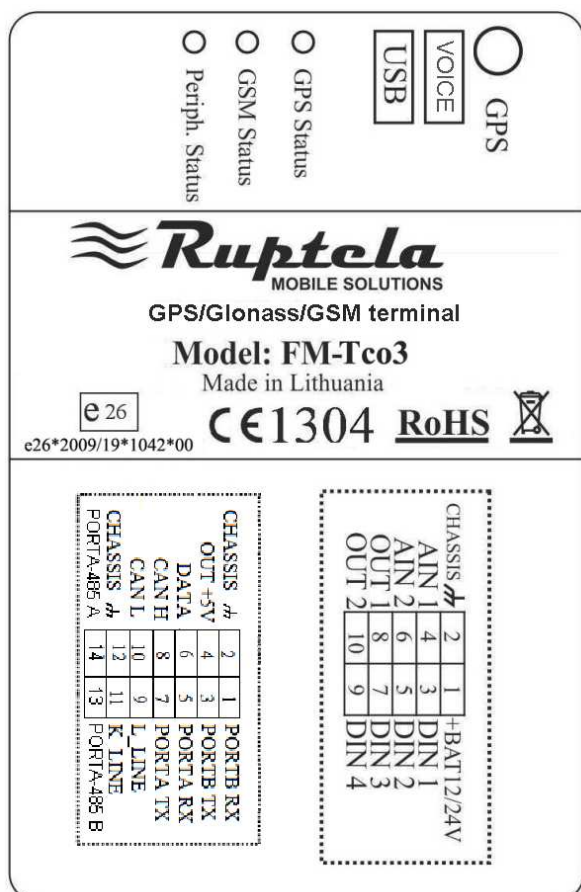 GPS
VOICE
USB
GPS Status
GSM Status
Periph. Status
Ruptela
MOBILE SOLUTIONS
GPS/Glonass/GSM terminal
Model: FM-Tco3
Made in Lithuania
e 26
e26*2009/19*1042*00
CE1304 RoHS
CHASSIS 2 1 +BAT12/24V
AIN 1 4 3 DIN 1
AIN 2 6 5 DIN 2
OUT 1 8 7 DIN 3
OUT 2 10 9 DIN 4
CHASSIS 2 1 PORTB RX
OUT +5V 4 3 PORTB TX
DATA 6 5 PORTA RX
CAN H 8 7 PORTA TX
CAN L 10 9 L_LINE
CHASSIS 12 11 K_LINE
PORTA-485 A 14 13 PORTA-485 B